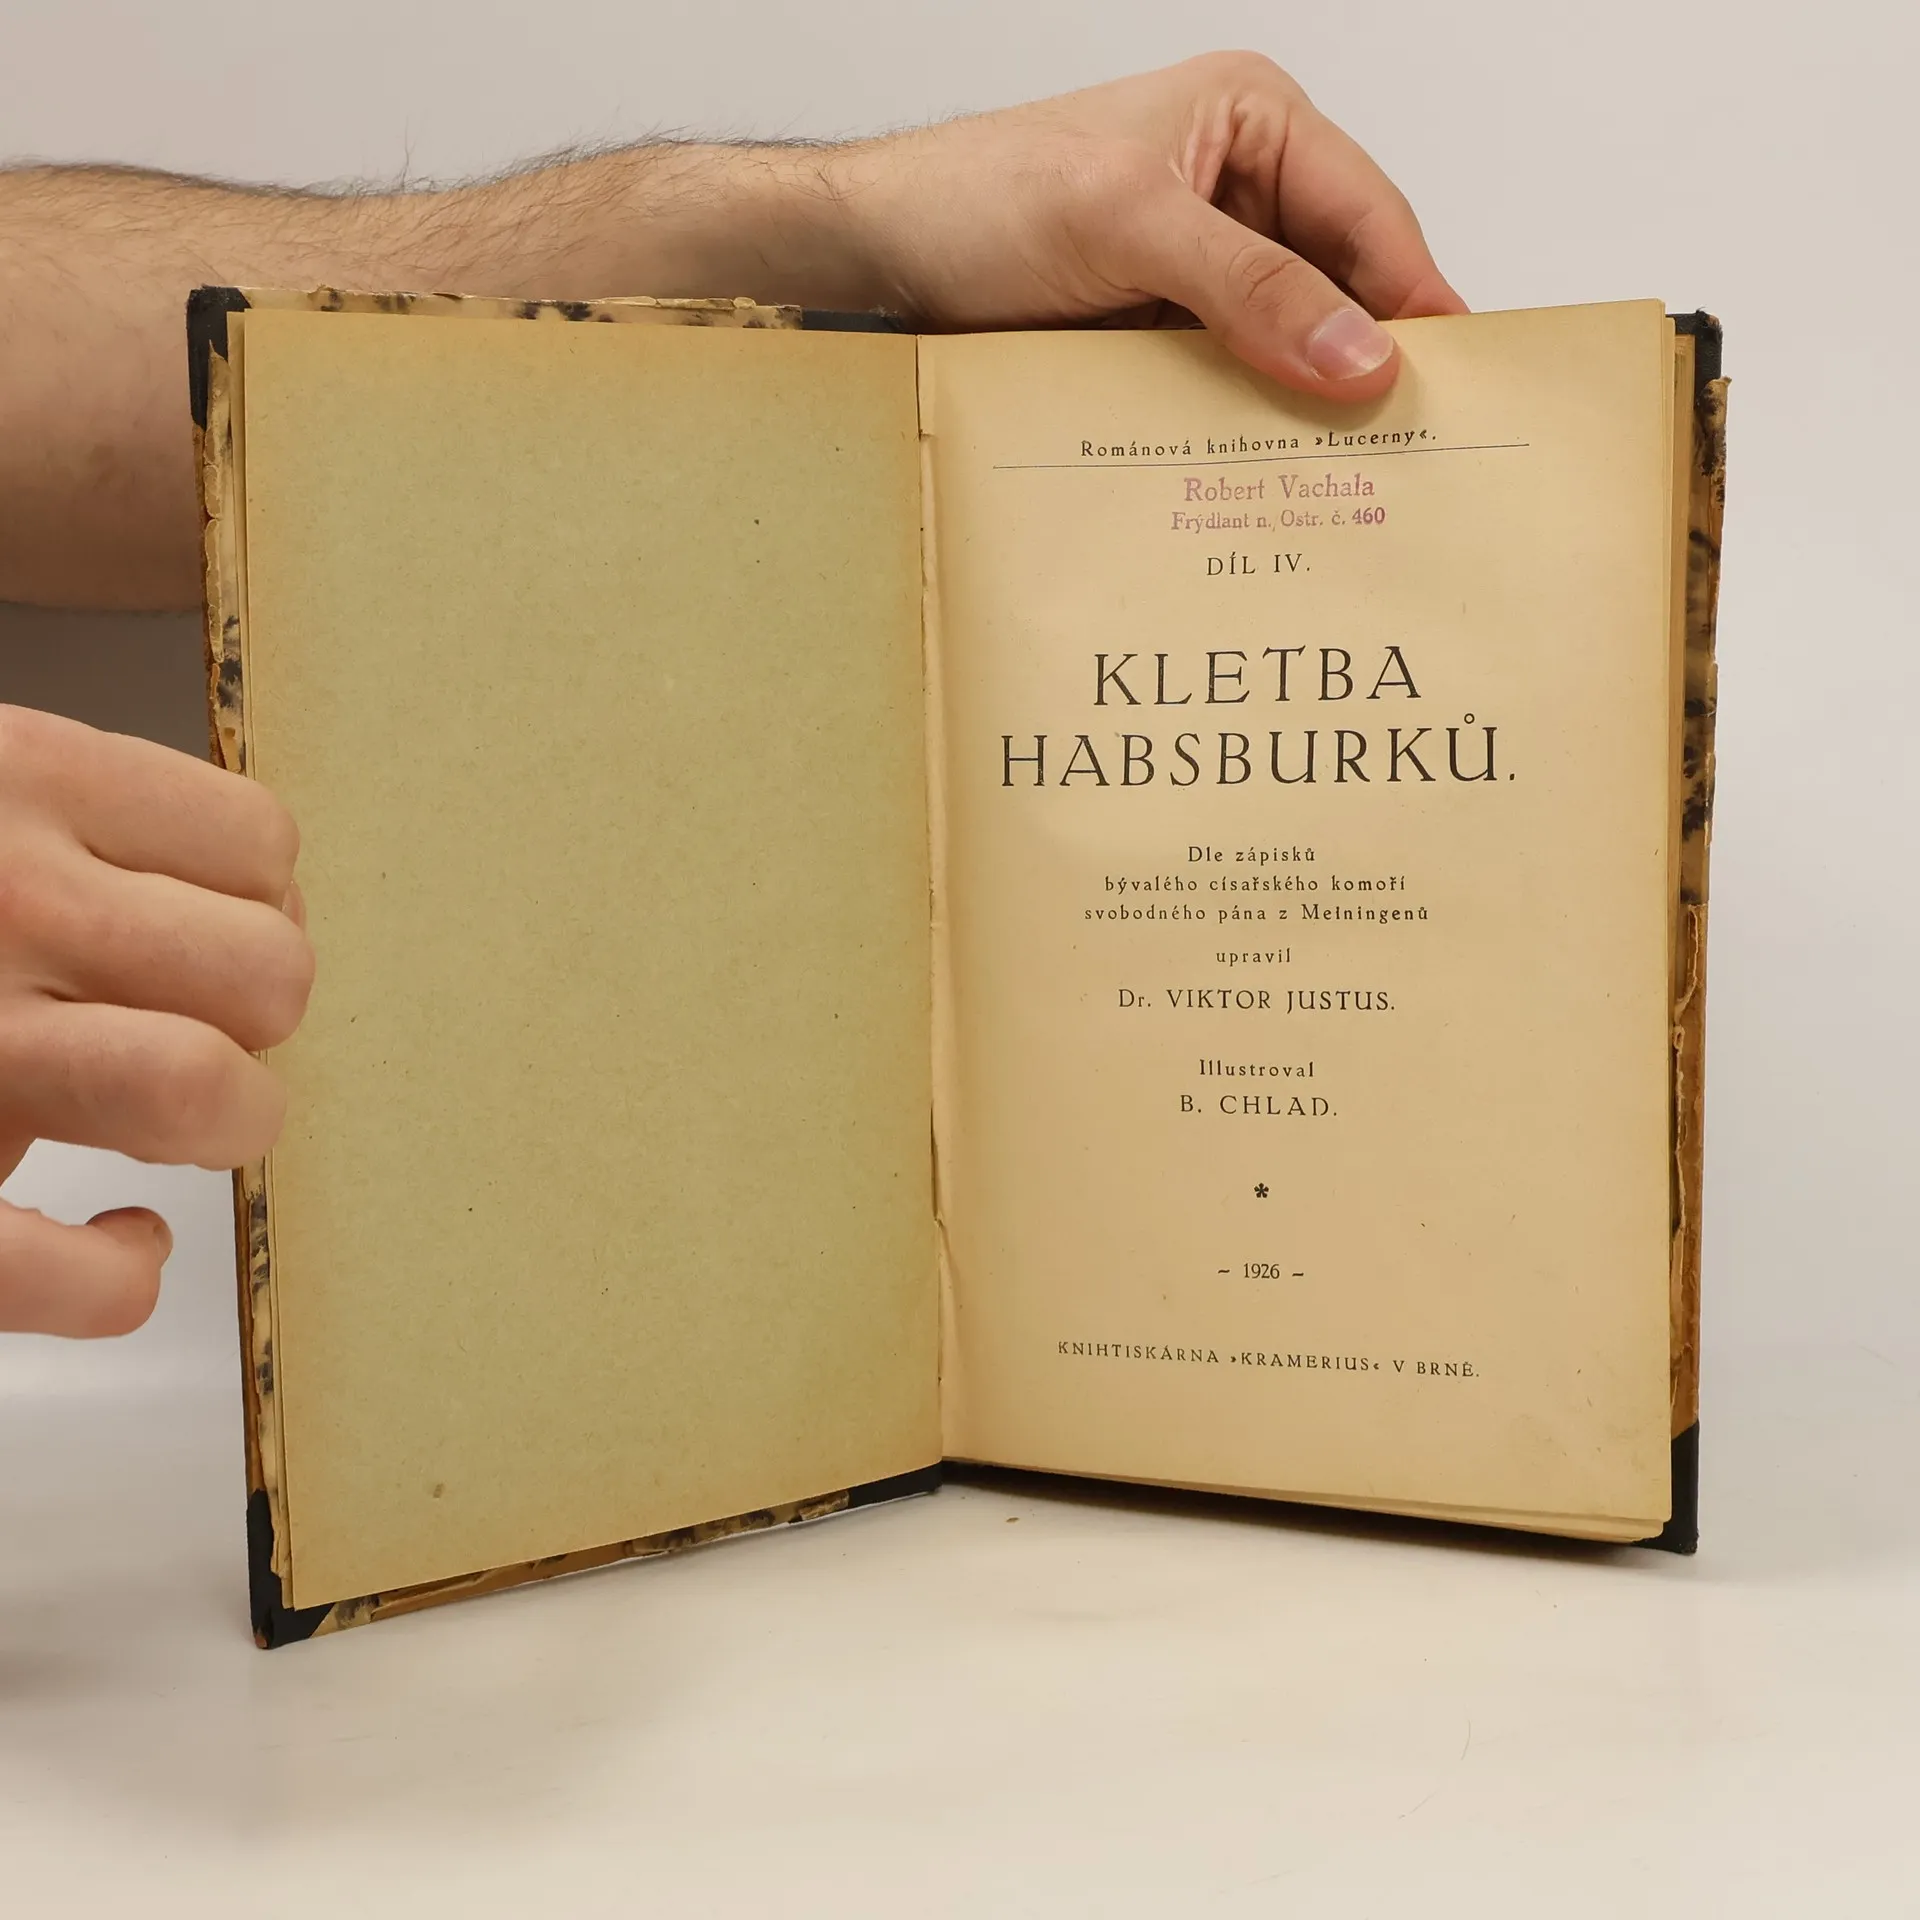 Románová knihovna »Lucerny«.
Robert Vachala
Frýdlant n. Ostr. č. 460
DÍL IV.
KLETBA
HABSBURKŮ.
Dle zápisků
bývalého císařského komoří
svobodného pána z Meiningenů
upravil
Dr. VIKTOR JUSTUS.
Illustroval
B. CHLAD.
*
~ 1926 ~
KNIHTISKÁRNA »KRAMERIUS« V BRNĚ.